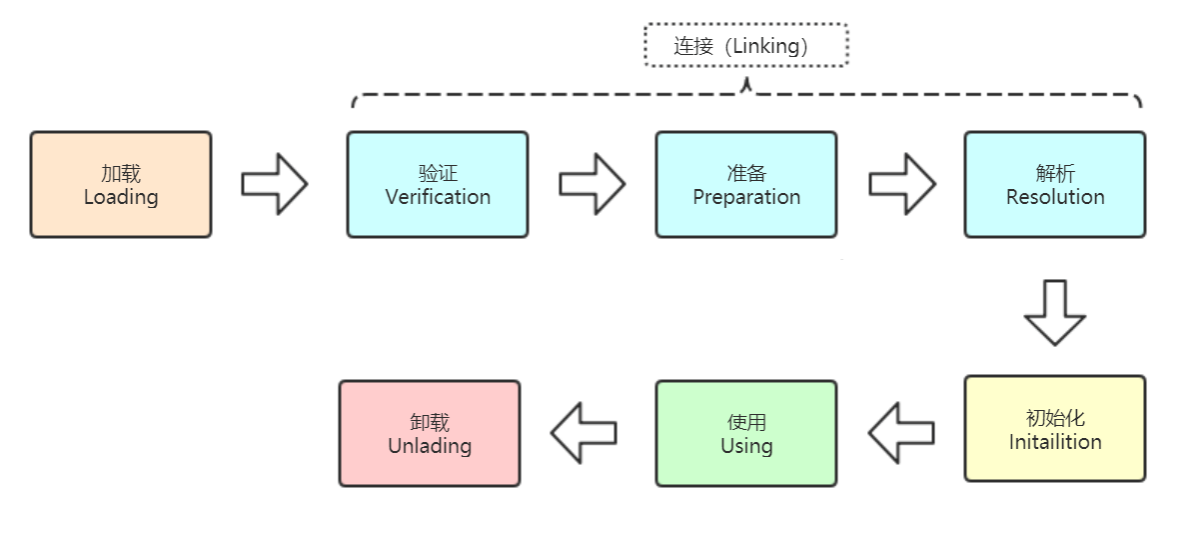 连接（Linking）
加载
Loading
验证
Verification
准备
Preparation
解析
Resolution
初始化
Initailition
使用
Using
卸载
Unlading